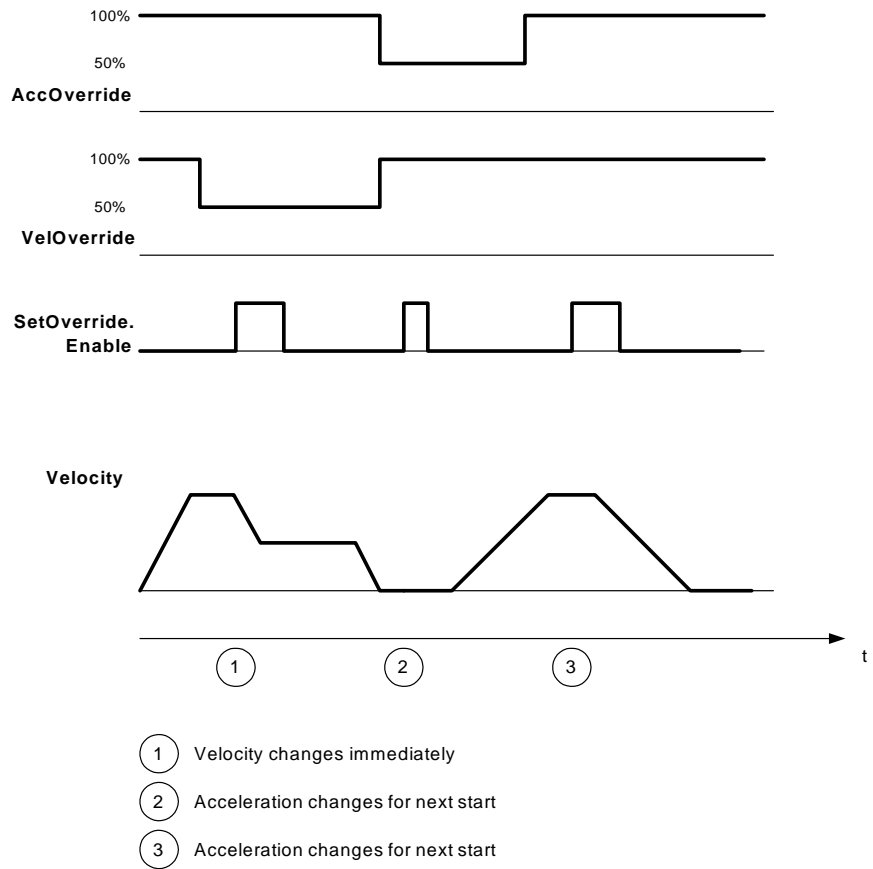 100%
50%
AccOverride
100%
50%
VelOverride
SetOverride.
Enable
Velocity
t
1
2
3
1 Velocity changes immediately
2 Acceleration changes for next start
3 Acceleration changes for next start